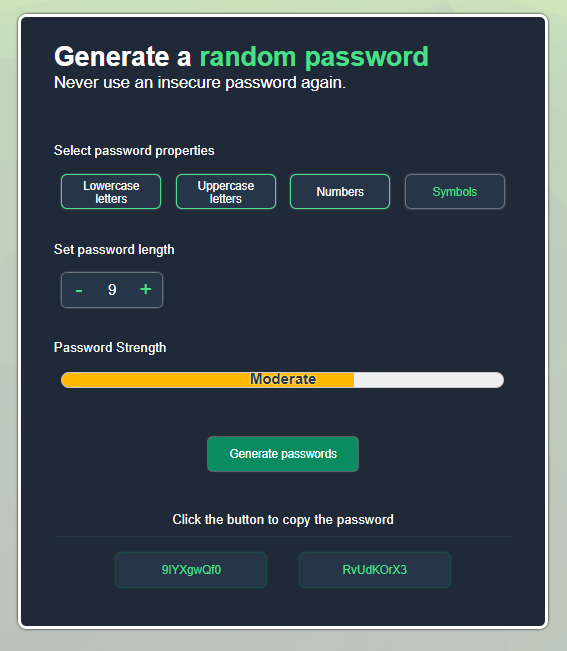 Generate a random password
Never use an insecure password again.
Select password properties
Lowercase
letters
Uppercase
letters
Numbers
Symbols
Set password length
- 9 +
Password Strength
Moderate
Generate passwords
Click the button to copy the password
9IYXgwQf0
RvUdKOrX3